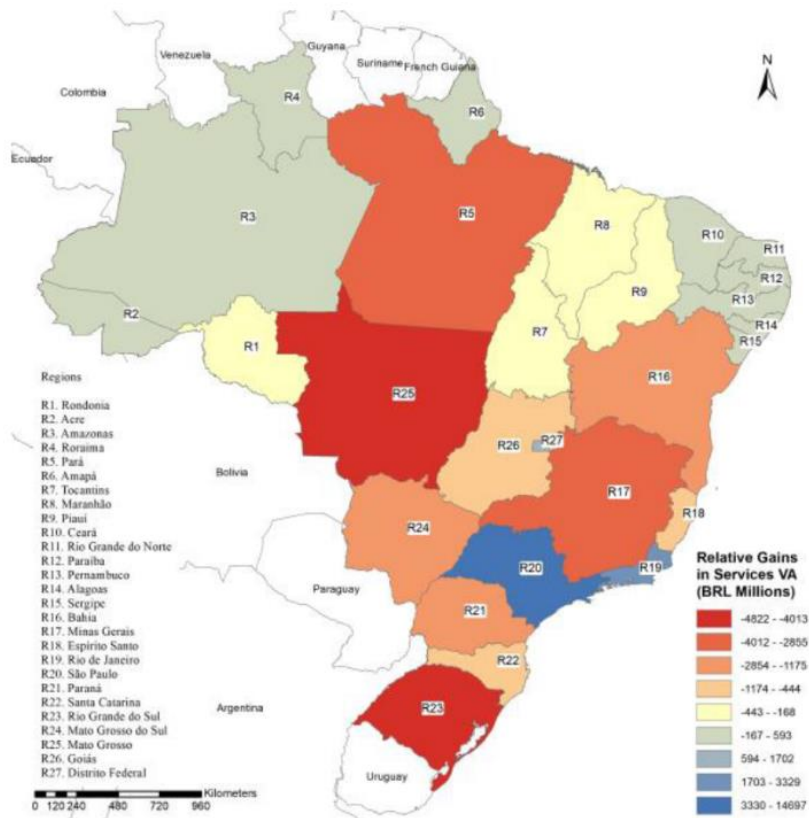 Guyana
Venezuela
Suriname
French Guiana
N
Colombia
R4
R6
Ecuador
R3
R5
R8
R10
R11
R12
R13
R9
R2
R14
R15
R7
R1
R16
R25
R26
R27
Bolivia
R17
R18
R24
R20
R19
Paraguay
R21
R22
R23
Argentina
Uruguay
Regions
R1. Rondonia
R2. Acre
R3. Amazonas
R4. Roraima
R5. Pará
R6. Amapá
R7. Tocantins
R8. Maranhão
R9. Piauí
R10. Ceará
R11. Rio Grande do Norte
R12. Paraíba
R13. Pernambuco
R14. Alagoas
R15. Sergipe
R16. Bahia
R17. Minas Gerais
R18. Espírito Santo
R19. Rio de Janeiro
R20. São Paulo
R21. Paraná
R22. Santa Catarina
R23. Rio Grande do Sul
R24. Mato Grosso do Sul
R25. Mato Grosso
R26. Goiás
R27. Distrito Federal
Kilometers
0 120 240 480 720 960
Relative Gains
in Services VA
(BRL Millions)
-4822 - -4013
-4012 - -2855
-2854 - -1175
-1174 - -444
-443 - -168
-167 - 593
594 - 1702
1703 - 3329
3330 - 14697